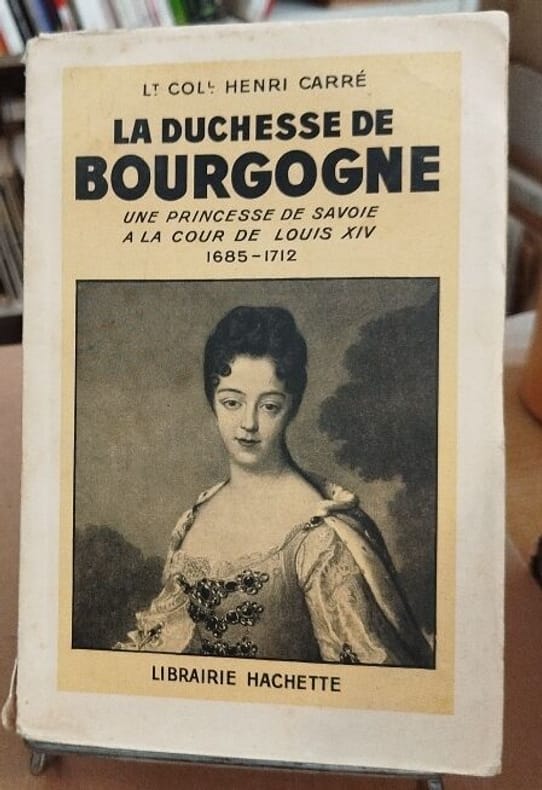 Lᵀ COLᴸ HENRI CARRÉ
LA DUCHESSE DE
BOURGOGNE
UNE PRINCESSE DE SAVOIE
A LA COUR DE LOUIS XIV
1685-1712
LIBRAIRIE HACHETTE